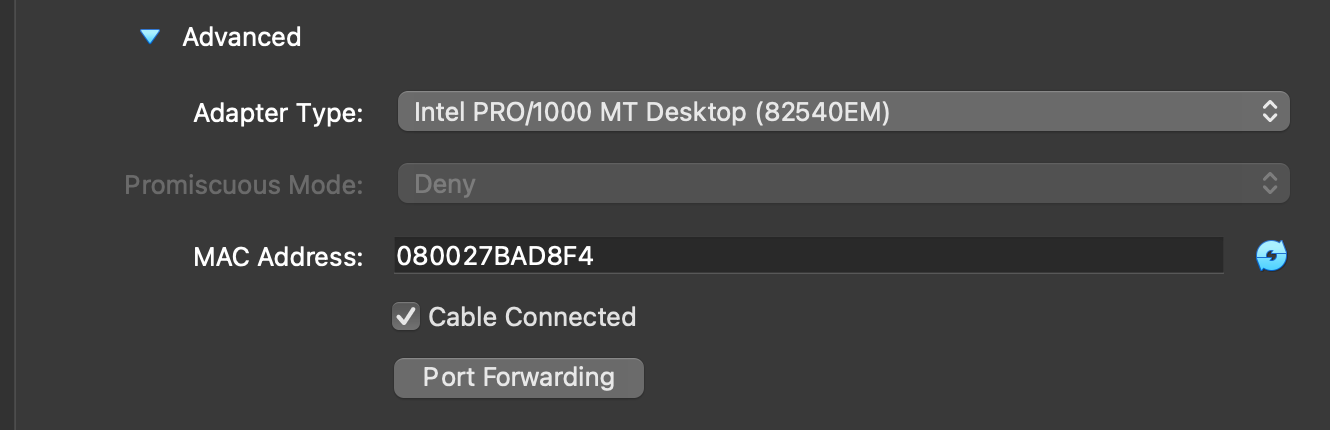 Advanced
Adapter Type: Intel PRO/1000 MT Desktop (82540EM)
Promiscuous Mode: Deny
MAC Address: 080027BAD8F4
Cable Connected
Port Forwarding